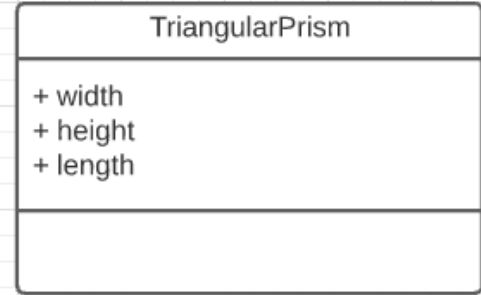 TriangularPrism
+ width
+ height
+ length